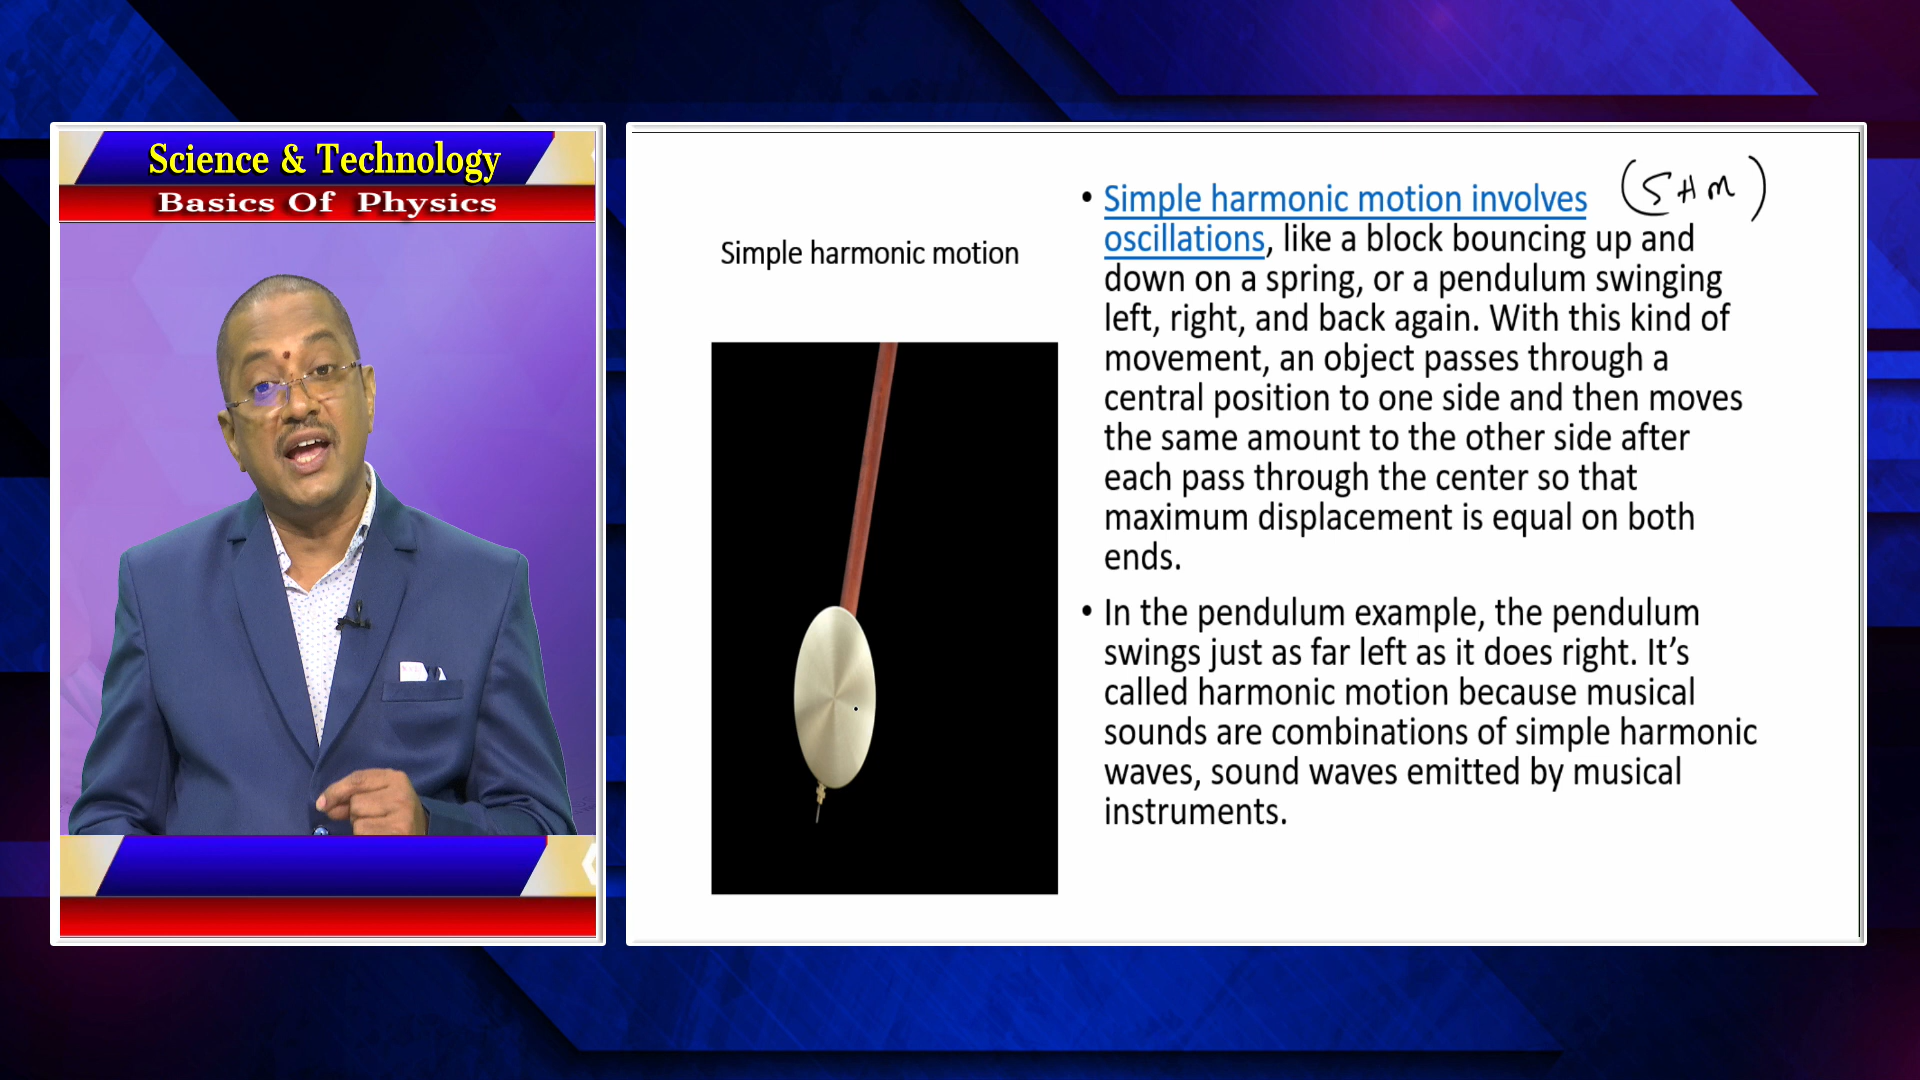 Science & Technology
Basics Of Physics
Simple harmonic motion
• Simple harmonic motion involves (SHM)
oscillations, like a block bouncing up and
down on a spring, or a pendulum swinging
left, right, and back again. With this kind of
movement, an object passes through a
central position to one side and then moves
the same amount to the other side after
each pass through the center so that
maximum displacement is equal on both
ends.
• In the pendulum example, the pendulum
swings just as far left as it does right. It’s
called harmonic motion because musical
sounds are combinations of simple harmonic
waves, sound waves emitted by musical
instruments.